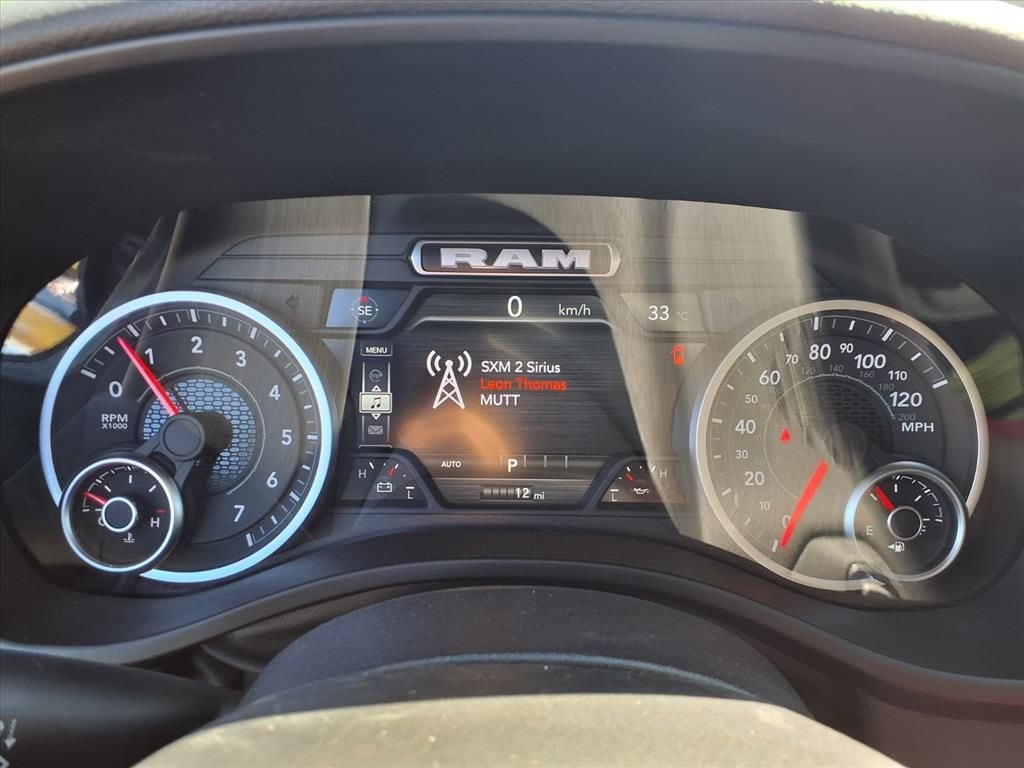 RAM
SE
0 km/h
33 °C
MENU
SXM 2 Sirius
Leon Thomas
MUTT
AUTO
P
12 mi
H
L
L
H
0
1
2
3
4
5
6
7
RPM
X1000
C
H
0
10
20
30
40
50
60
70
80
90
100
110
120
MPH
120
140
160
180
200
E